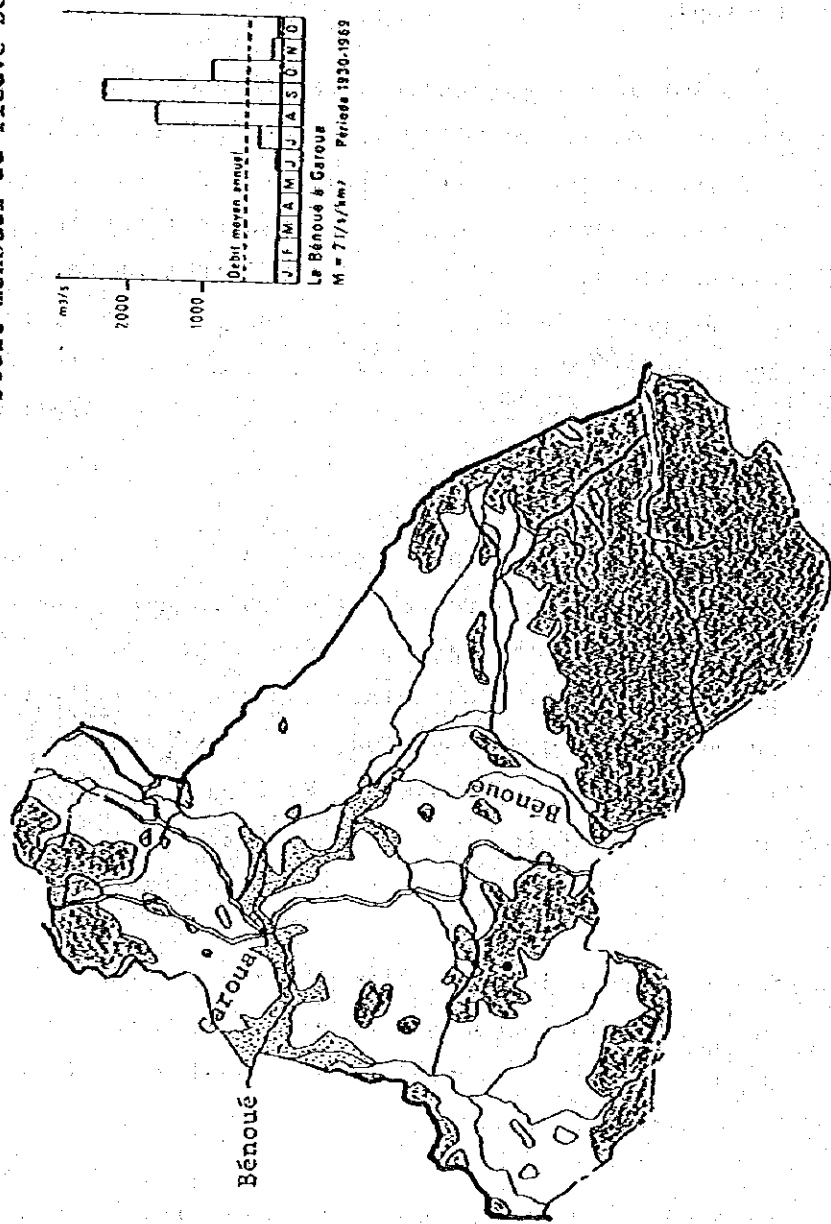 m3/s
2000
1000
Débit moyen annuel
J F M A M J J A S O N D
La Bénoué à Garoua
M = 7 l/s/km2 Période 1930-1969
Garoua
Bénoué
Bénoué